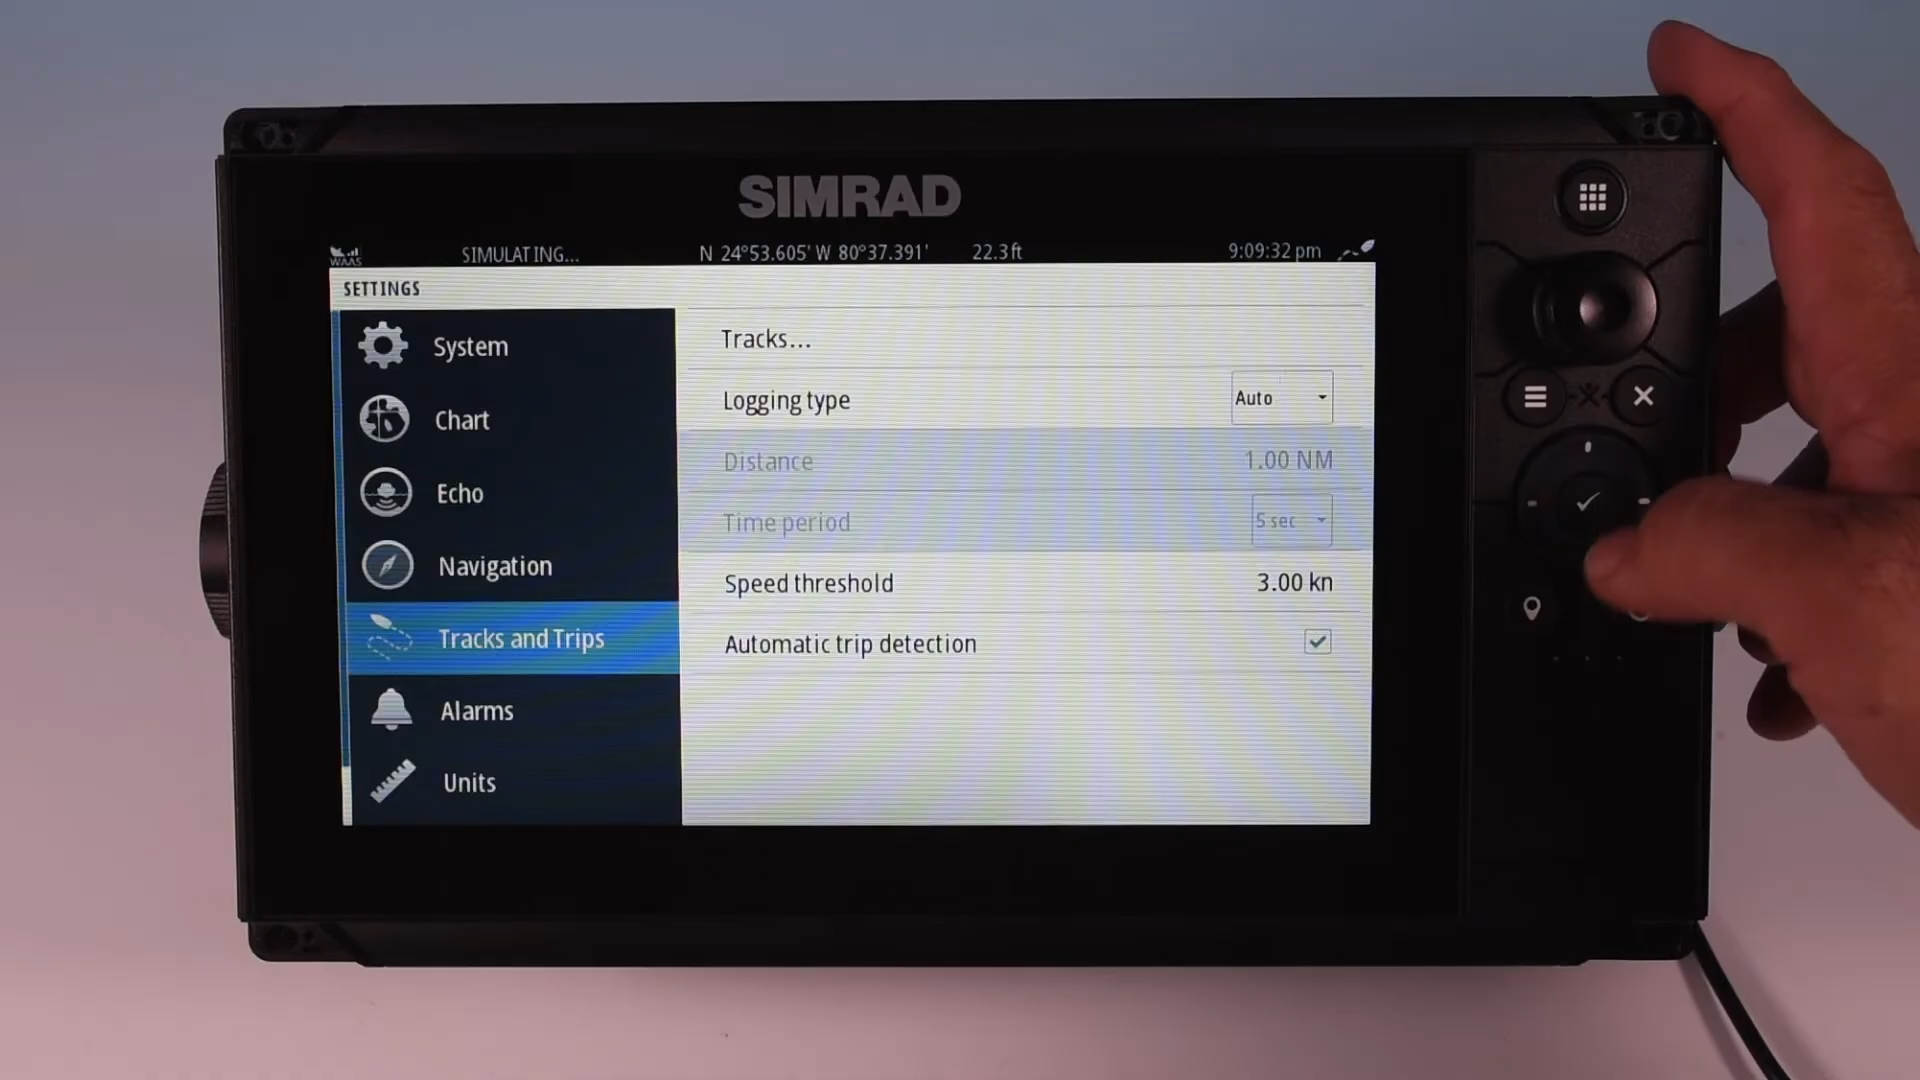 SIMRAD
WAAS SIMULATING... N 24°53.605' W 80°37.391' 22.3 ft 9:09:32 pm
SETTINGS
System
Chart
Echo
Navigation
Tracks and Trips
Alarms
Units
Tracks...
Logging type Auto
Distance 1.00 NM
Time period 5 sec
Speed threshold 3.00 kn
Automatic trip detection